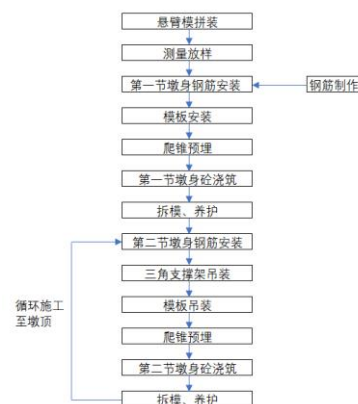 悬臂模拼装
测量放样
第一节墩身钢筋安装
钢筋制作
模板安装
爬锥预埋
第一节墩身砼浇筑
拆模、养护
第二节墩身钢筋安装
三角支撑架吊装
循环施工
至墩顶
模板吊装
爬锥预埋
第二节墩身砼浇筑
拆模、养护